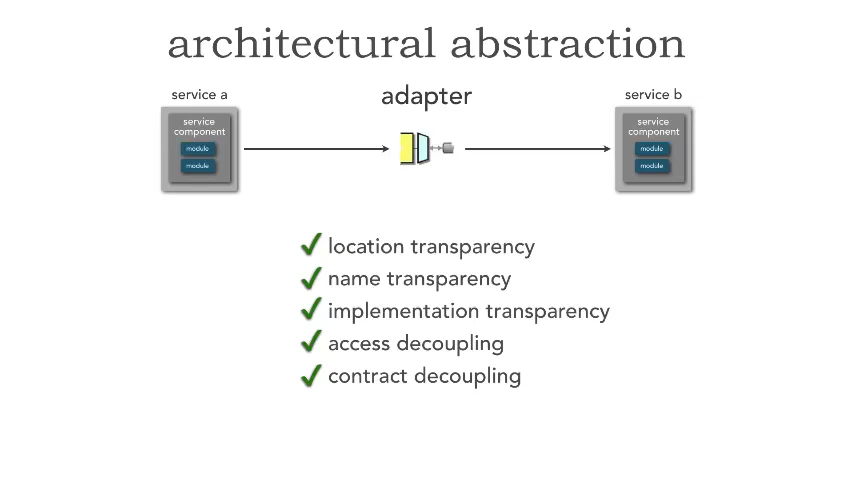 architectural abstraction
service a
adapter
service b
service
component
module
module
service
component
module
module
location transparency
name transparency
implementation transparency
access decoupling
contract decoupling